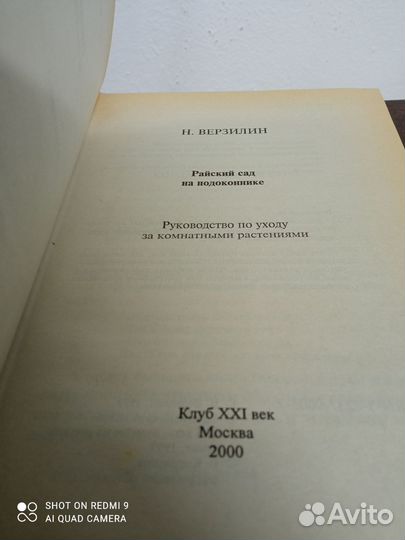 Н. ВЕРЗИЛИН
Райский сад
на подоконнике
Руководство по уходу
за комнатными растениями
Клуб XXI век
Москва
2000
SHOT ON REDMI 9
AI QUAD CAMERA
Avito